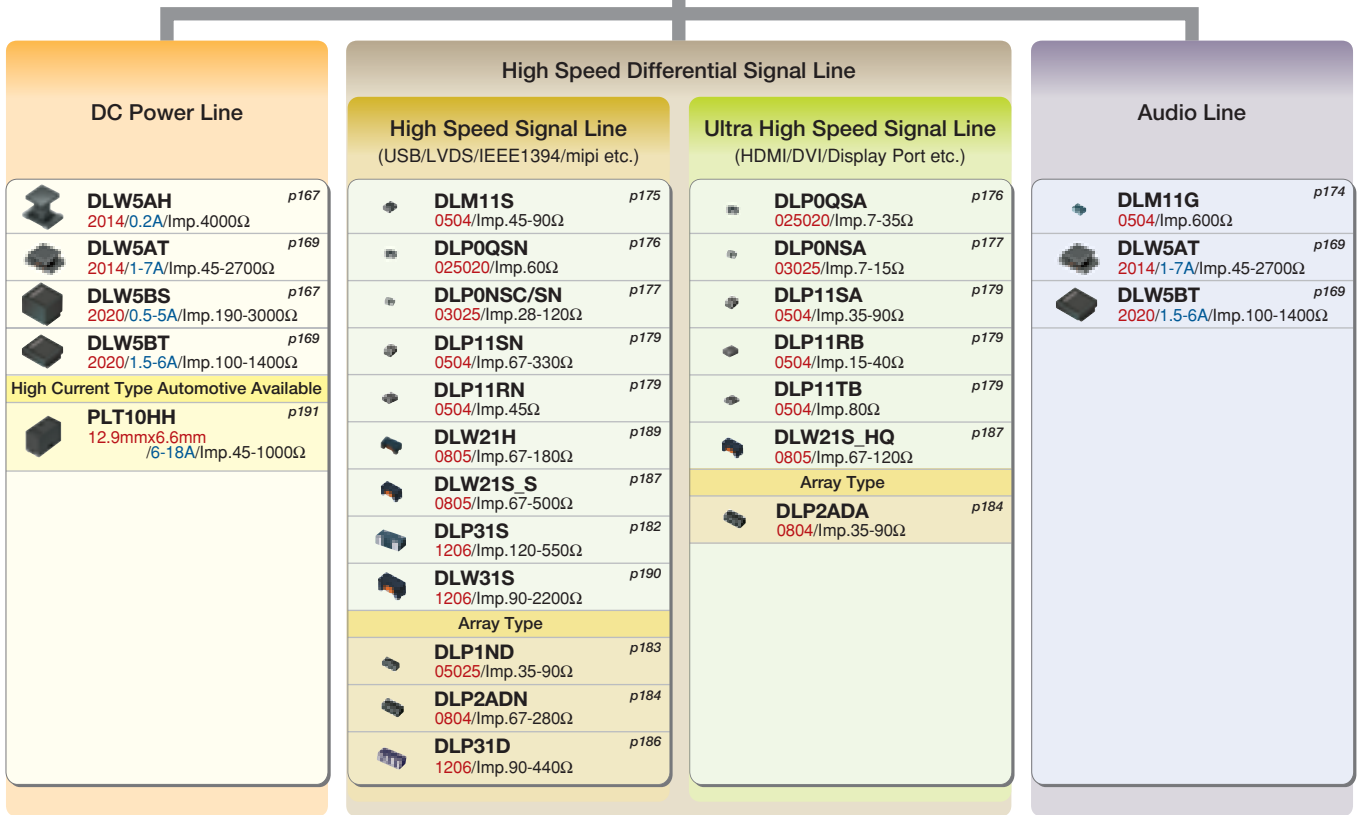 DC Power Line
DLW5AH p167
2014/0.2A/Imp.4000Ω
DLW5AT p169
2014/1-7A/Imp.45-2700Ω
DLW5BS p167
2020/0.5-5A/Imp.190-3000Ω
DLW5BT p169
2020/1.5-6A/Imp.100-1400Ω
High Current Type Automotive Available
PLT10HH p191
12.9mmx6.6mm
/6-18A/Imp.45-1000Ω
High Speed Differential Signal Line
High Speed Signal Line
(USB/LVDS/IEEE1394/mipi etc.)
DLM11S p175
0504/Imp.45-90Ω
DLP0QSN p176
025020/Imp.60Ω
DLP0NSC/SN p177
03025/Imp.28-120Ω
DLP11SN p179
0504/Imp.67-330Ω
DLP11RN p179
0504/Imp.45Ω
DLW21H p189
0805/Imp.67-180Ω
DLW21S_S p187
0805/Imp.67-500Ω
DLP31S p182
1206/Imp.120-550Ω
DLW31S p190
1206/Imp.90-2200Ω
Array Type
DLP1ND p183
05025/Imp.35-90Ω
DLP2ADN p184
0804/Imp.67-280Ω
DLP31D p186
1206/Imp.90-440Ω
Ultra High Speed Signal Line
(HDMI/DVI/Display Port etc.)
DLP0QSA p176
025020/Imp.7-35Ω
DLP0NSA p177
03025/Imp.7-15Ω
DLP11SA p179
0504/Imp.35-90Ω
DLP11RB p179
0504/Imp.15-40Ω
DLP11TB p179
0504/Imp.80Ω
DLW21S_HQ p187
0805/Imp.67-120Ω
Array Type
DLP2ADA p184
0804/Imp.35-90Ω
Audio Line
DLM11G p174
0504/Imp.600Ω
DLW5AT p169
2014/1-7A/Imp.45-2700Ω
DLW5BT p169
2020/1.5-6A/Imp.100-1400Ω